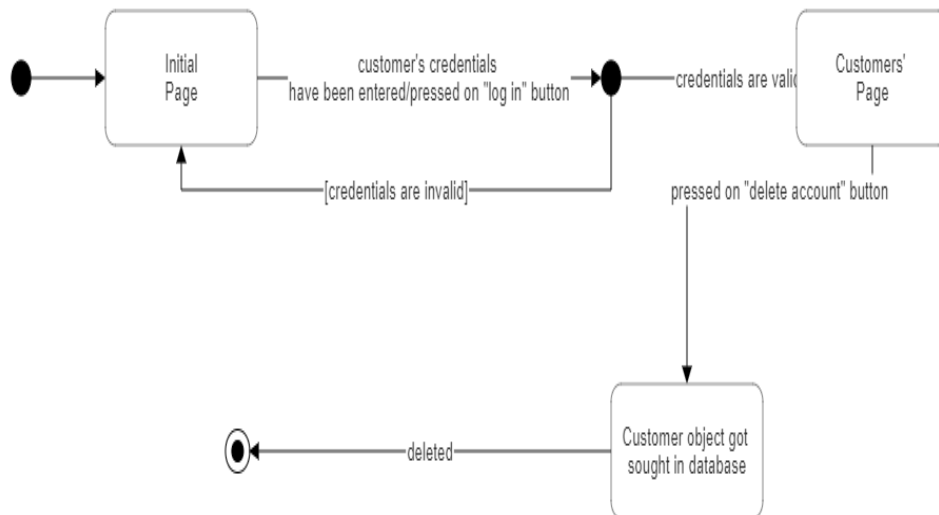 Initial
Page
customer's credentials
have been entered/pressed on "log in" button
credentials are valid
Customers'
Page
[credentials are invalid]
pressed on "delete account" button
Customer object got
sought in database
deleted